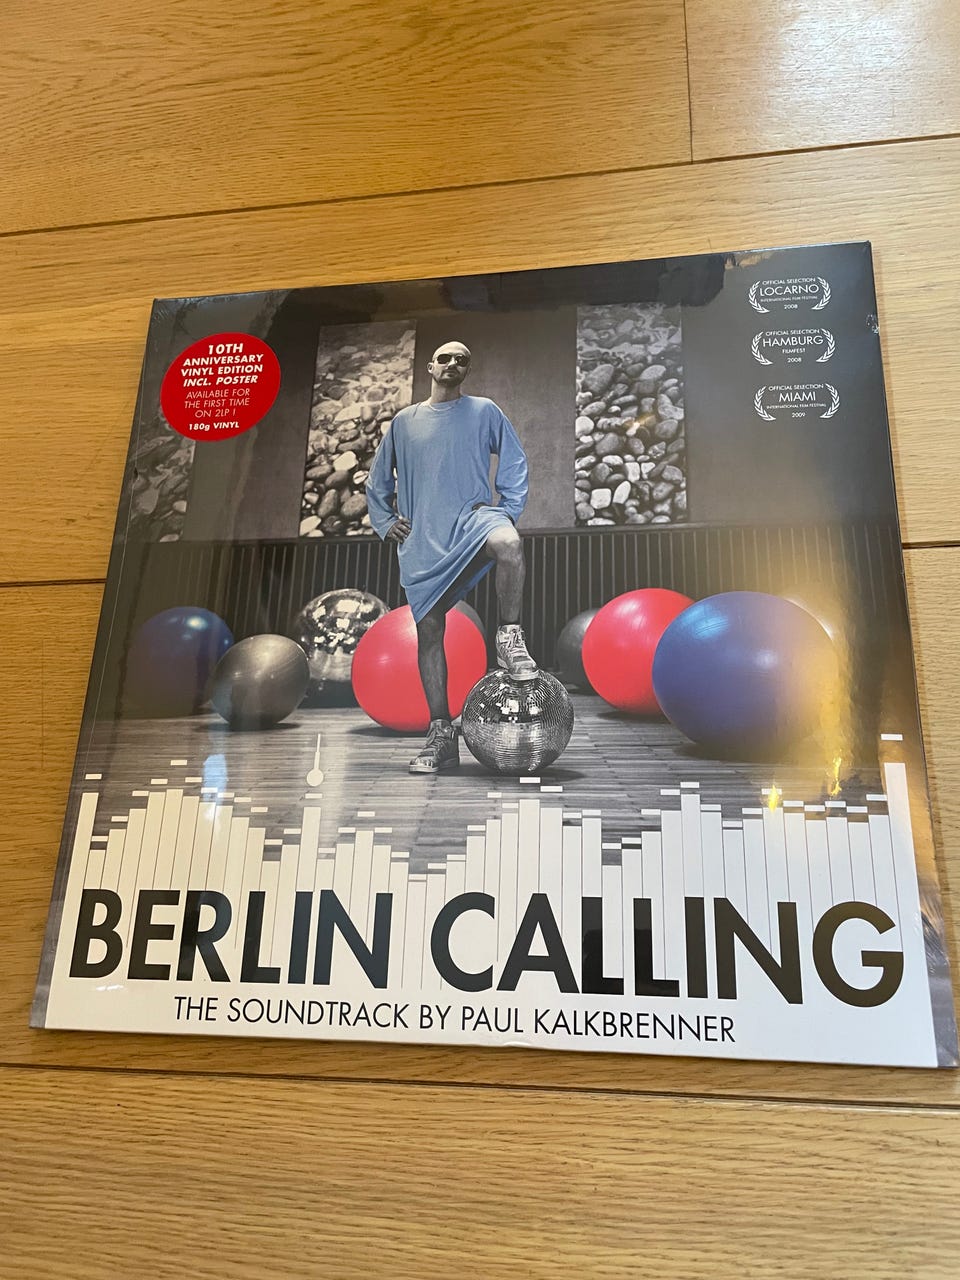 10TH
ANNIVERSARY
VINYL EDITION
INCL. POSTER
AVAILABLE FOR
THE FIRST TIME
ON 2LP !
180g VINYL
OFFICIAL SELECTION
LOCARNO
INTERNATIONAL FILM FESTIVAL
2008
OFFICIAL SELECTION
HAMBURG
FILMFEST
2008
OFFICIAL SELECTION
MIAMI
INTERNATIONAL FILM FESTIVAL
2009
BERLIN CALLING
THE SOUNDTRACK BY PAUL KALKBRENNER